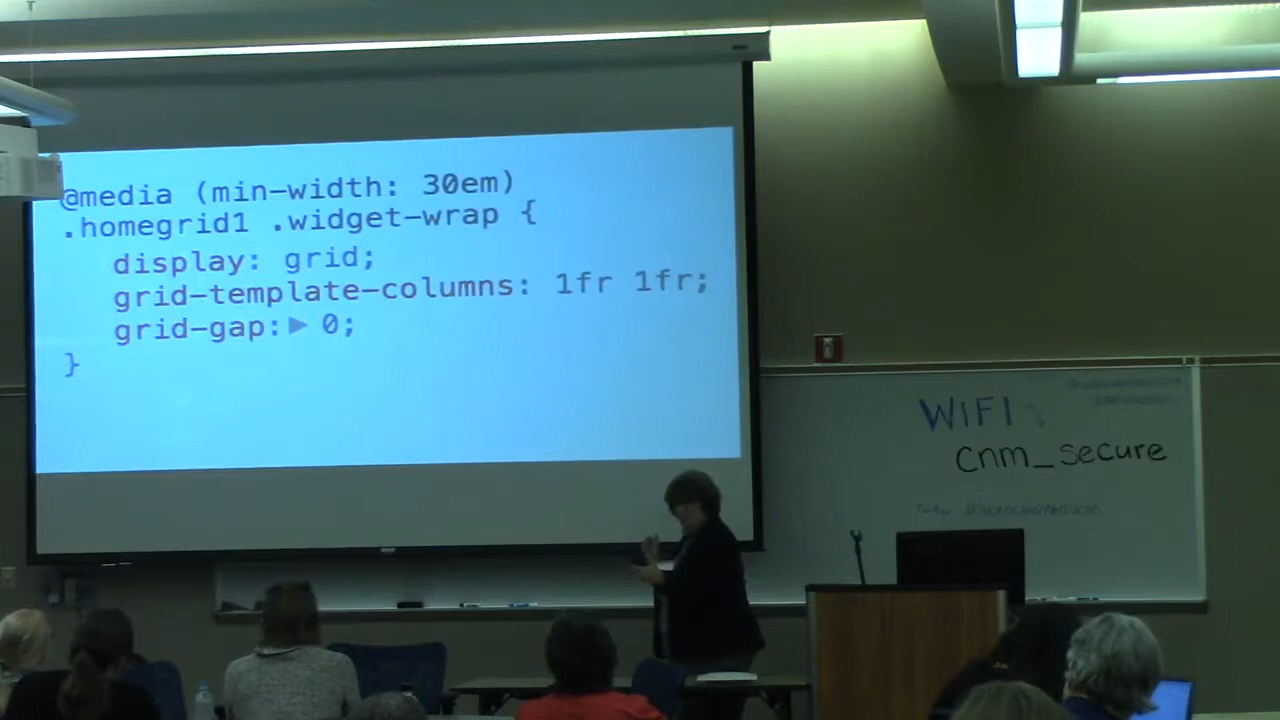 @media (min-width: 30em)
.homegrid1 .widget-wrap {
display: grid;
grid-template-columns: 1fr 1fr;
grid-gap:▶ 0;
}
WIFI
cnm_secure